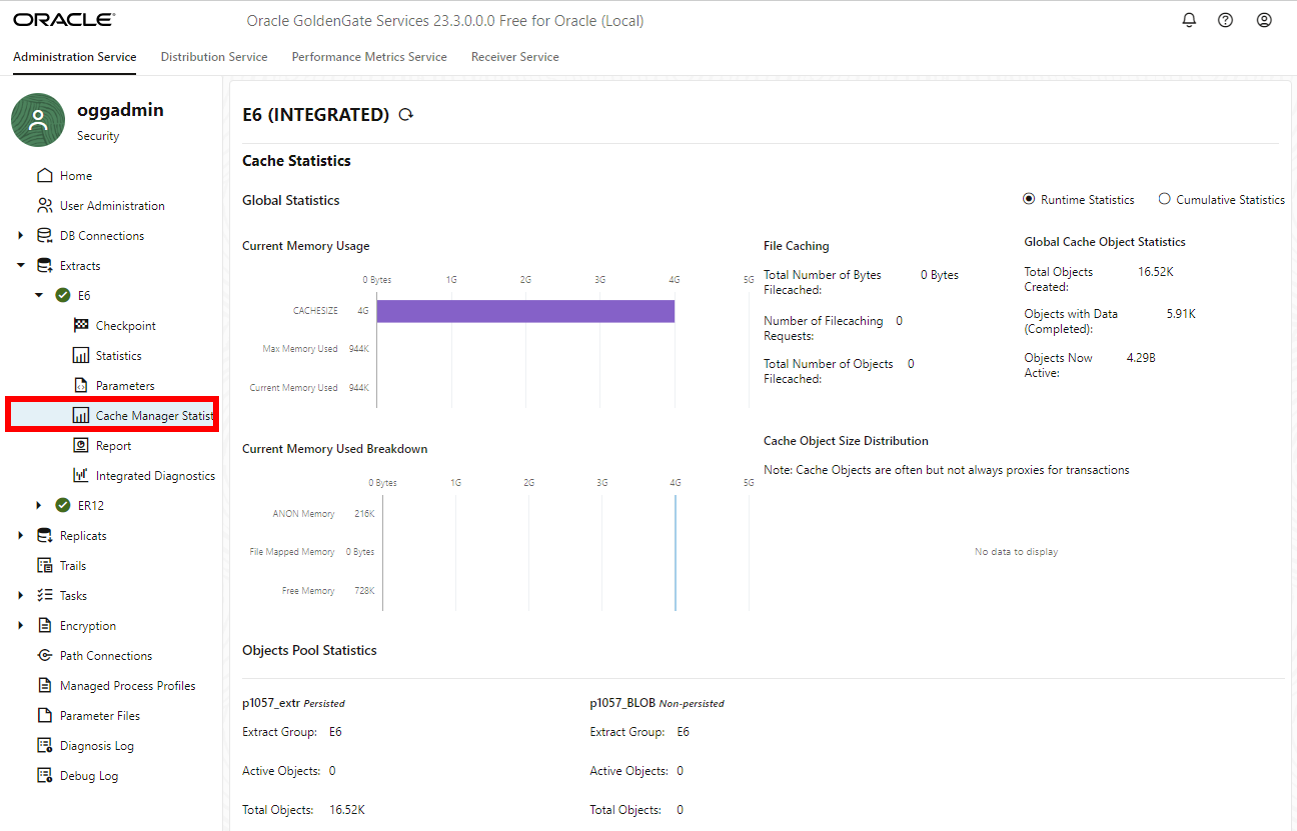 ORACLE
Oracle GoldenGate Services 23.3.0.0.0 Free for Oracle (Local)
Administration Service
Distribution Service
Performance Metrics Service
Receiver Service
oggadmin
Security
Home
User Administration
DB Connections
Extracts
E6
Checkpoint
Statistics
Parameters
Cache Manager Statist
Report
Integrated Diagnostics
ER12
Replicats
Trails
Tasks
Encryption
Path Connections
Managed Process Profiles
Parameter Files
Diagnosis Log
Debug Log
E6 (INTEGRATED)
Cache Statistics
Global Statistics
Runtime Statistics
Cumulative Statistics
Current Memory Usage
0 Bytes 1G 2G 3G 4G 5G
CACHESIZE 4G
Max Memory Used 944K
Current Memory Used 944K
File Caching
Total Number of Bytes 0 Bytes
Filecached:
Number of Filecaching 0
Requests:
Total Number of Objects 0
Filecached:
Global Cache Object Statistics
Total Objects 16.52K
Created:
Objects with Data 5.91K
(Completed):
Objects Now 4.29B
Active:
Current Memory Used Breakdown
0 Bytes 1G 2G 3G 4G 5G
ANON Memory 216K
File Mapped Memory 0 Bytes
Free Memory 728K
Cache Object Size Distribution
Note: Cache Objects are often but not always proxies for transactions
No data to display
Objects Pool Statistics
p1057_extr Persisted
Extract Group: E6
Active Objects: 0
Total Objects: 16.52K
p1057_BLOB Non-persisted
Extract Group: E6
Active Objects: 0
Total Objects: 0